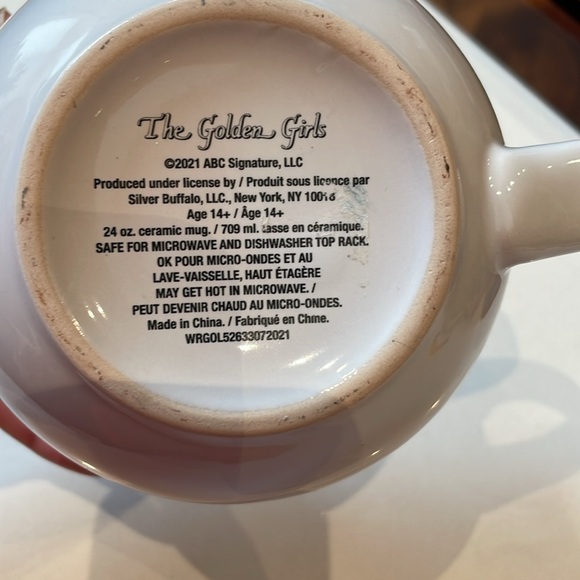 The Golden Girls
©2021 ABC Signature, LLC
Produced under license by / Produit sous licence par
Silver Buffalo, LLC., New York, NY 10018
Age 14+ / Âge 14+
24 oz. ceramic mug. / 709 ml. tasse en céramique.
SAFE FOR MICROWAVE AND DISHWASHER TOP RACK.
OK POUR MICRO-ONDES ET AU
LAVE-VAISSELLE, HAUT ÉTAGÈRE
MAY GET HOT IN MICROWAVE. /
PEUT DEVENIR CHAUD AU MICRO-ONDES.
Made in China. / Fabriqué en Chine.
WRGOL52633072021